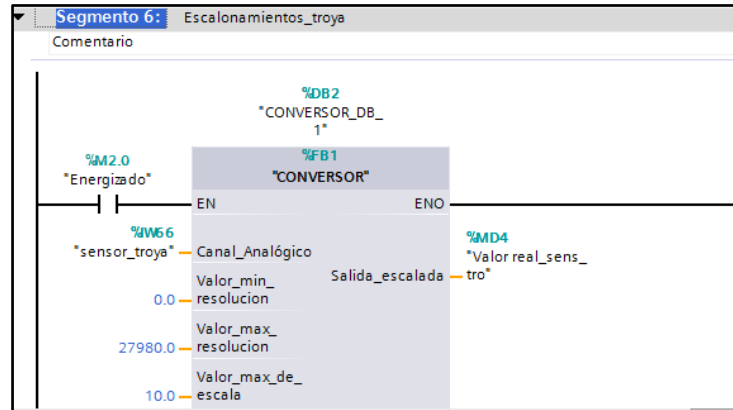 Segmento 6: Escalonamientos_troya
Comentario
%DB2
"CONVERSOR_DB_
1"
%M2.0
"Energizado"
%FB1
"CONVERSOR"
EN
ENO
%IW66
"sensor_troya"
Canal_Analógico
%MD4
"Valor real_sens_
tro"
Salida_escalada
0.0
Valor_min_
resolucion
27980.0
Valor_max_
resolucion
10.0
Valor_max_de_
escala